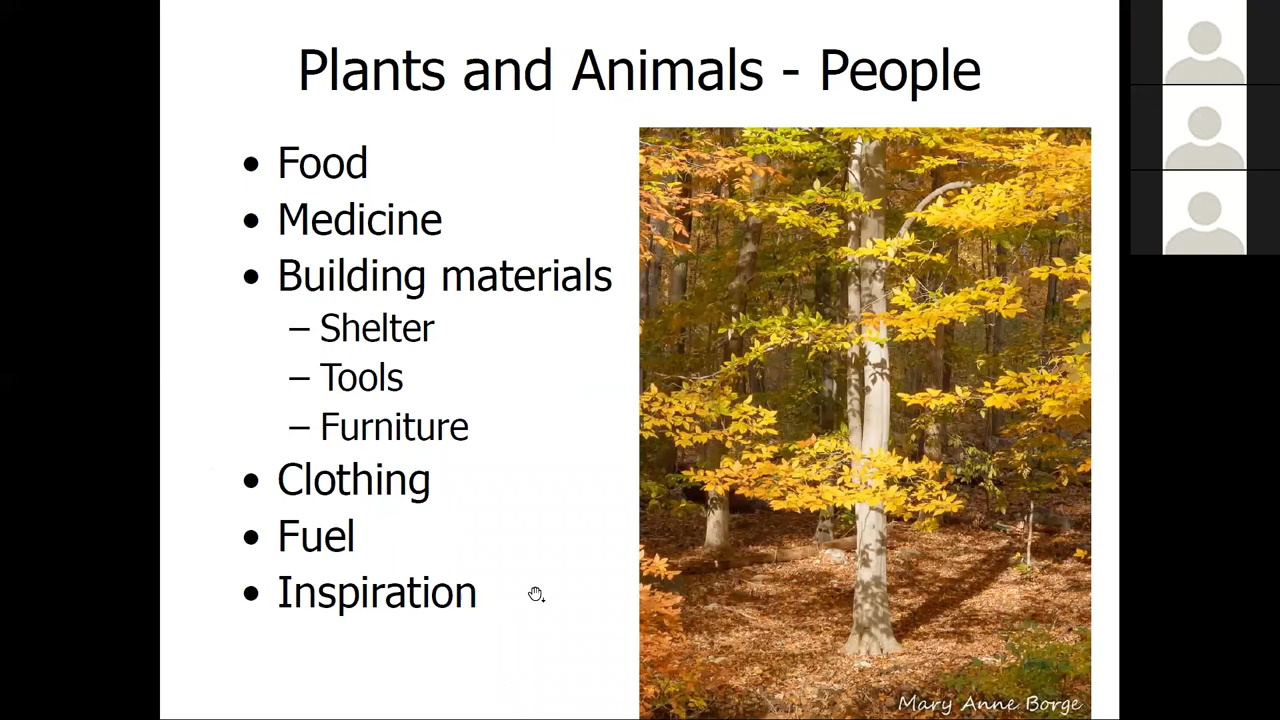 Plants and Animals - People
• Food
• Medicine
• Building materials
– Shelter
– Tools
– Furniture
• Clothing
• Fuel
• Inspiration
Mary Anne Borge